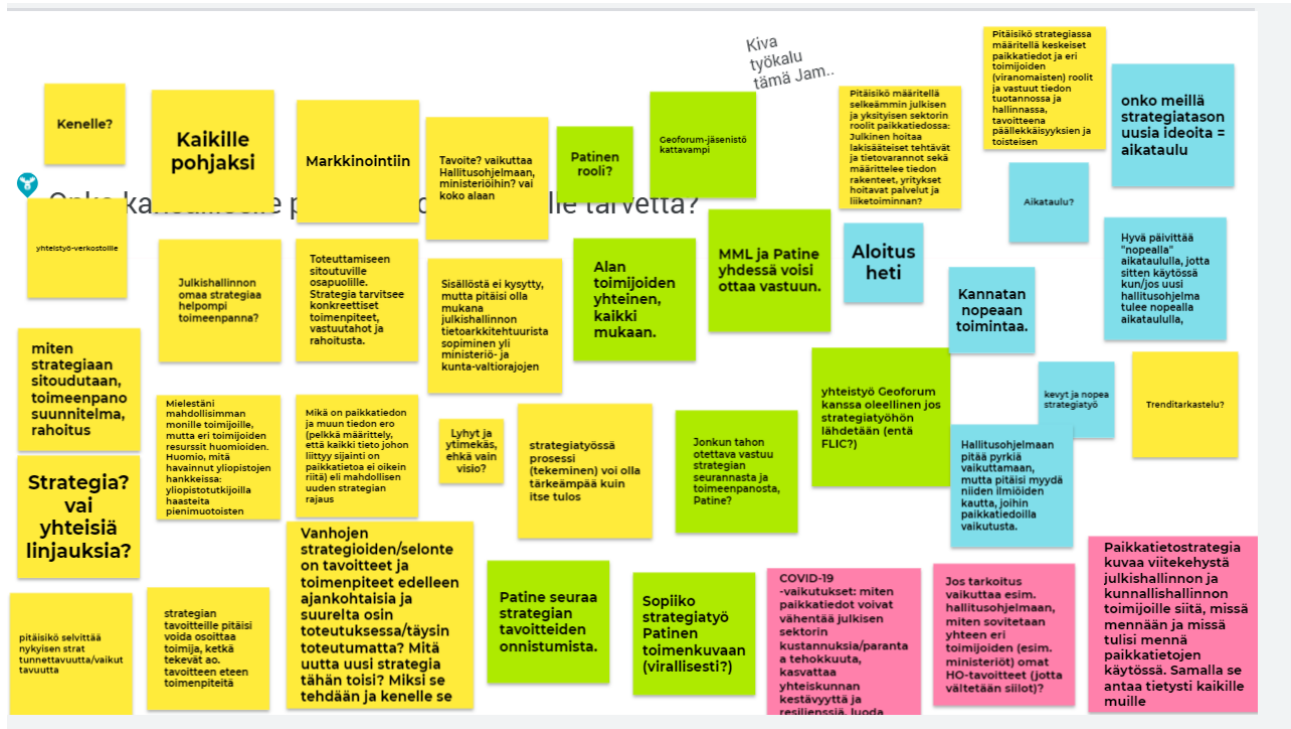 Kiva
työkalu
tämä Jam..
Kenelle?
Kaikille
pohjaksi
Markkinointiin
Tavoite? vaikuttaa
Hallitusohjelmaan,
ministeriöihin? vai
koko alaan
Patinen
rooli?
Geoforum-jäsenistö
kattavampi
Pitäisikö määritellä
selkeämmin julkisen
ja yksityisen sektorin
roolit paikkatiedossa:
Julkinen hoitaa
lakisääteiset tehtävät
ja tietovarannot sekä
määrittelee tiedon
rakenteet, yritykset
hoitavat palvelut ja
liiketoiminnan?
Pitäisikö strategiassa
määritellä keskeiset
paikkatiedot ja eri
toimijoiden
(viranomaisten) roolit
ja vastuut tiedon
tuotannossa ja
hallinnassa,
tavoitteena
päällekkäisyyksien ja
toisteisen
onko meillä
strategiatason
uusia ideoita =
aikataulu
Aikataulu?
tarvetta?
yhteistyö-verkostoille
Julkishallinnon
omaa strategiaa
helpompi
toimeenpanna?
Toteuttamiseen
sitoutuville
osapuolille.
Strategia tarvitsee
konkreettiset
toimenpiteet,
vastuutahot ja
rahoitusta.
Sisällöstä ei kysytty,
mutta pitäisi olla
mukana
julkishallinnon
tietoarkkitehtuurista
sopiminen yli
ministeriö- ja
kunta-valtiorajojen
Alan
toimijoiden
yhteinen,
kaikki
mukaan.
MML ja Patine
yhdessä voisi
ottaa vastuun.
Aloitus
heti
Kannatan
nopeaan
toimintaa.
Hyvä päivittää
"nopealla"
aikataululla, jotta
sitten käytössä
kun/jos uusi
hallitusohjelma
tulee nopealla
aikataululla,
miten
strategiaan
sitoudutaan,
toimeenpano
suunnitelma,
rahoitus
Mielestäni
mahdollisimman
monille toimijoille,
mutta eri toimijoiden
resurssit huomioiden.
Huomio, mitä
havainnut yliopistojen
hankkeissa:
yliopistotutkijoilla
haasteita
pienimuotoisten
Mikä on paikkatiedon
ja muun tiedon ero
(pelkkä määrittely,
että kaikki tieto johon
liittyy sijainti on
paikkatietoa ei oikein
riitä) eli mahdollisen
uuden strategian
rajaus
Lyhyt ja
ytimekäs,
ehkä vain
visio?
strategiatyössä
prosessi
(tekeminen) voi olla
tärkeämpää kuin
itse tulos
Jonkun tahon
otettava vastuu
strategian
seurannasta ja
toimeenpanosta,
Patine?
yhteistyö Geoforum
kanssa oleellinen jos
strategiatyöhön
lähdetään (entä
FLIC?)
kevyt ja nopea
strategiatyö
Trenditarkastelu?
Hallitusohjelmaan
pitää pyrkiä
vaikuttamaan,
mutta pitäisi myydä
niiden ilmiöiden
kautta, joihin
paikkatiedoilla
vaikutusta.
Strategia?
vai
yhteisiä
linjauksia?
Vanhojen
strategioiden/selonte
on tavoitteet ja
toimenpiteet edelleen
ajankohtaisia ja
suurelta osin
toteutuksessa/täysin
toteutumatta? Mitä
uutta uusi strategia
tähän toisi? Miksi se
tehdään ja kenelle se
pitäisikö selvittää
nykyisen strat
tunnettavuutta/vaikut
tavuutta
strategian
tavoitteille pitäisi
voida osoittaa
toimija, ketkä
tekevät ao.
tavoitteen eteen
toimenpiteitä
Patine seuraa
strategian
tavoitteiden
onnistumista.
Sopiiko
strategiatyö
Patinen
toimenkuvaan
(virallisesti?)
COVID-19
-vaikutukset: miten
paikkatiedot voivat
vähentää julkisen
sektorin
kustannuksia/paranta
a tehokkuuta,
kasvattaa
yhteiskunnan
kestävyyttä ja
resilienssiä, luoda
Jos tarkoitus
vaikuttaa esim.
hallitusohjelmaan,
miten sovitetaan
yhteen eri
toimijoiden (esim.
ministeriöt) omat
HO-tavoitteet (jotta
vältetään siilot)?
Paikkatietostrategia
kuvaa viitekehystä
julkishallinnon ja
kunnallishallinnon
toimijoille siitä, missä
mennään ja missä
tulisi mennä
paikkatietojen
käytössä. Samalla se
antaa tietysti kaikille
muille